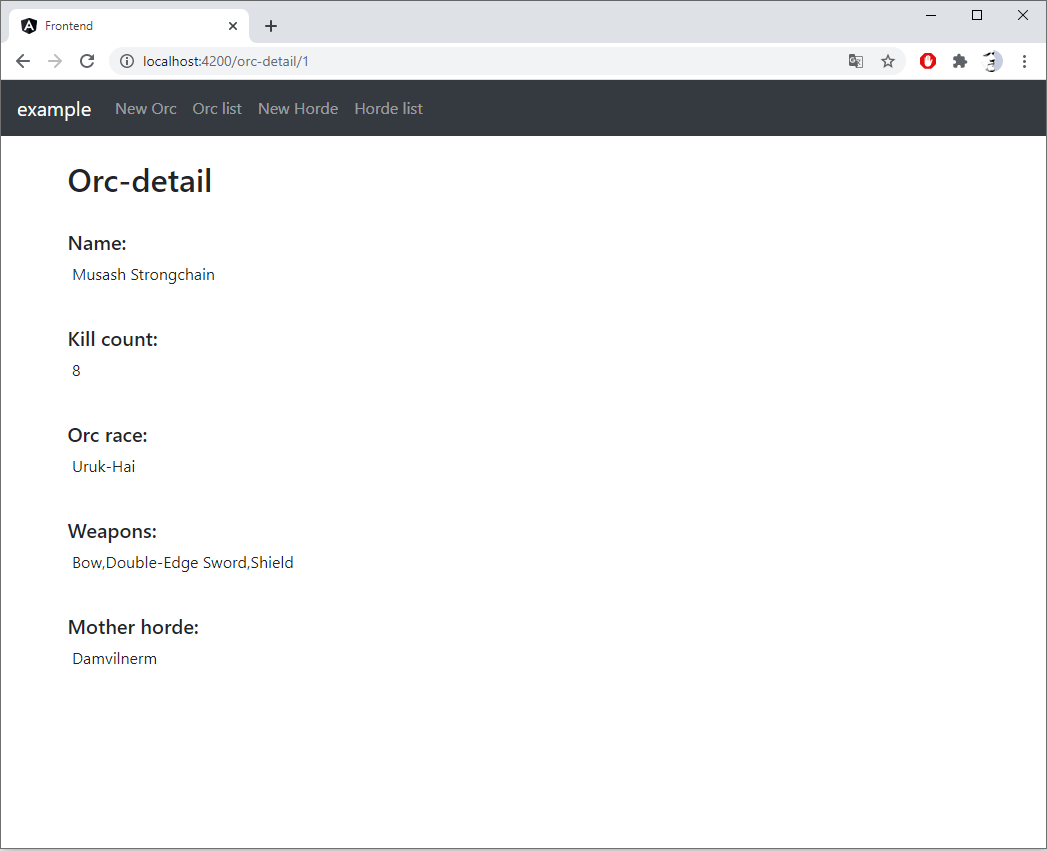 Frontend
localhost:4200/orc-detail/1
example New Orc Orc list New Horde Horde list
Orc-detail
Name:
Musash Strongchain
Kill count:
8
Orc race:
Uruk-Hai
Weapons:
Bow,Double-Edge Sword,Shield
Mother horde:
Damvilnerm